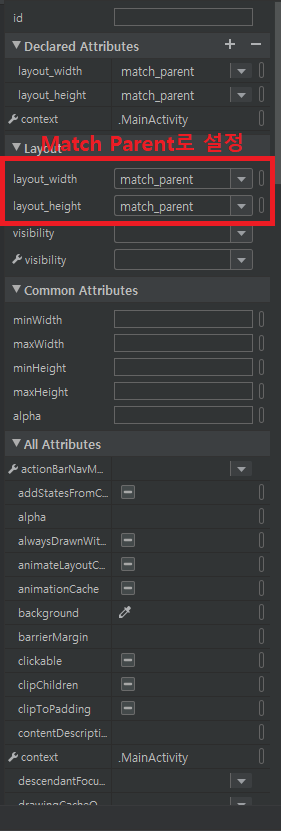 id
Declared Attributes + −
layout_width match_parent
layout_height match_parent
context .MainActivity
Layout
Match Parent로 설정
layout_width match_parent
layout_height match_parent
visibility
visibility
Common Attributes
minWidth
maxWidth
minHeight
maxHeight
alpha
All Attributes
actionBarNavM...
addStatesFromC...
alpha
alwaysDrawnWit...
animateLayoutC...
animationCache
background
barrierMargin
clickable
clipChildren
clipToPadding
contentDescripti...
context .MainActivity
descendantFocu...
drawingCacheQ...